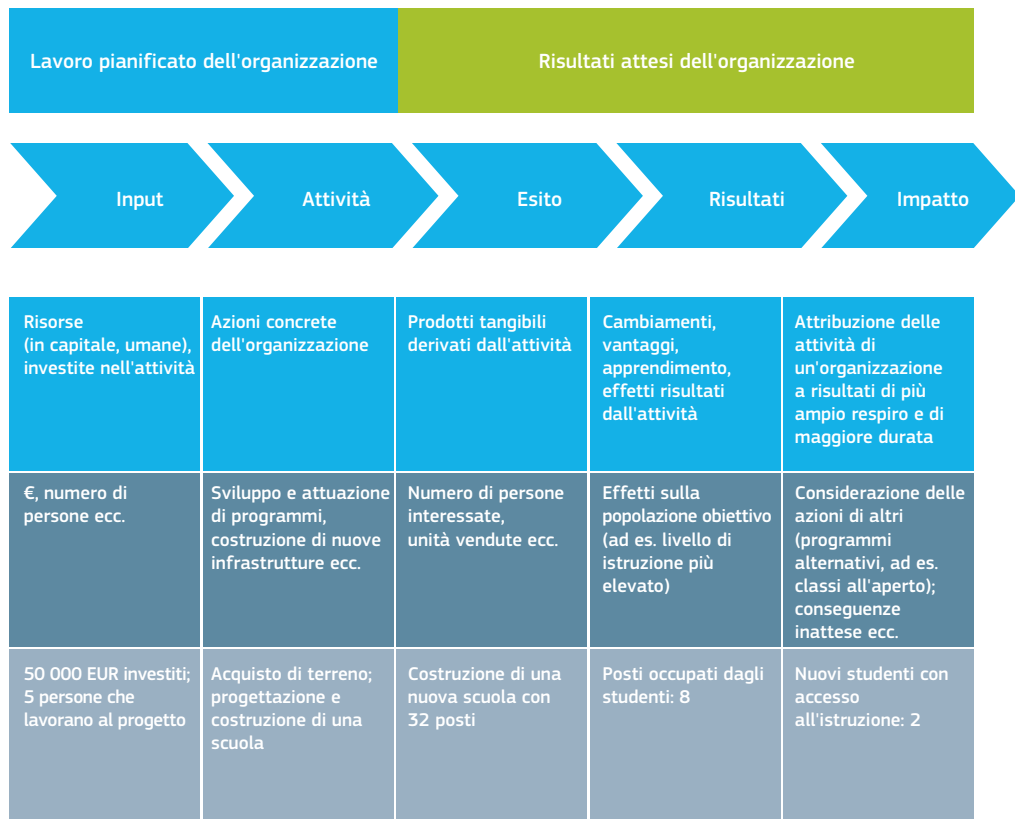 Lavoro pianificato dell'organizzazione
Risultati attesi dell'organizzazione
Input
Attività
Esito
Risultati
Impatto
Risorse
(in capitale, umane),
investite nell'attività
Azioni concrete
dell'organizzazione
Prodotti tangibili
derivati dall'attività
Cambiamenti,
vantaggi,
apprendimento,
effetti risultati
dall'attività
Attribuzione delle
attività di
un'organizzazione
a risultati di più
ampio respiro e di
maggiore durata
€, numero di
persone ecc.
Sviluppo e attuazione
di programmi,
costruzione di nuove
infrastrutture ecc.
Numero di persone
interessate,
unità vendute ecc.
Effetti sulla
popolazione obiettivo
(ad es. livello di
istruzione più
elevato)
Considerazione delle
azioni di altri
(programmi
alternativi, ad es.
classi all'aperto);
conseguenze
inattese ecc.
50 000 EUR investiti;
5 persone che
lavorano al progetto
Acquisto di terreno;
progettazione e
costruzione di una
scuola
Costruzione di una
nuova scuola con
32 posti
Posti occupati dagli
studenti: 8
Nuovi studenti con
accesso
all'istruzione: 2